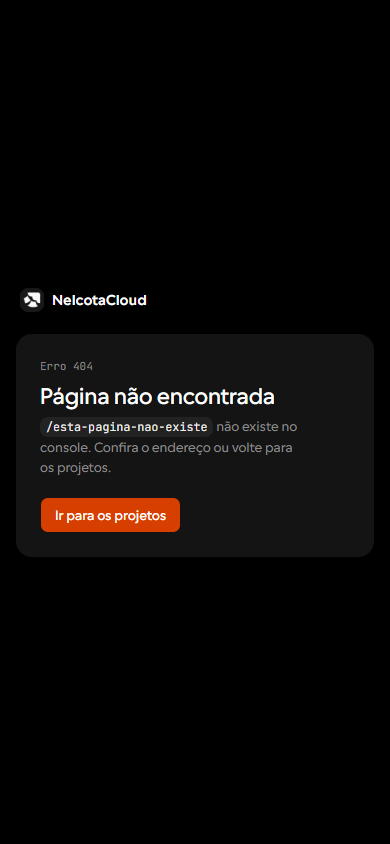 NelcotaCloud
Erro 404
Página não encontrada
/esta-pagina-nao-existe não existe no
console. Confira o endereço ou volte para
os projetos.
Ir para os projetos